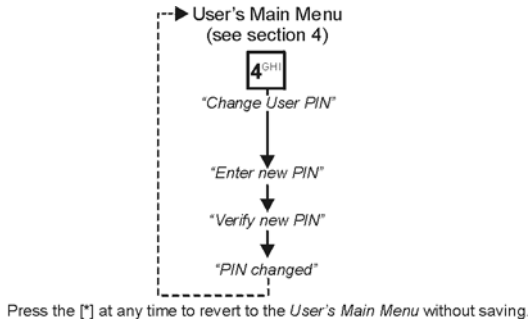 User's Main Menu
(see section 4)
4GHI
"Change User PIN"
"Enter new PIN"
"Verify new PIN"
"PIN changed"
Press the [*] at any time to revert to the User's Main Menu without saving.